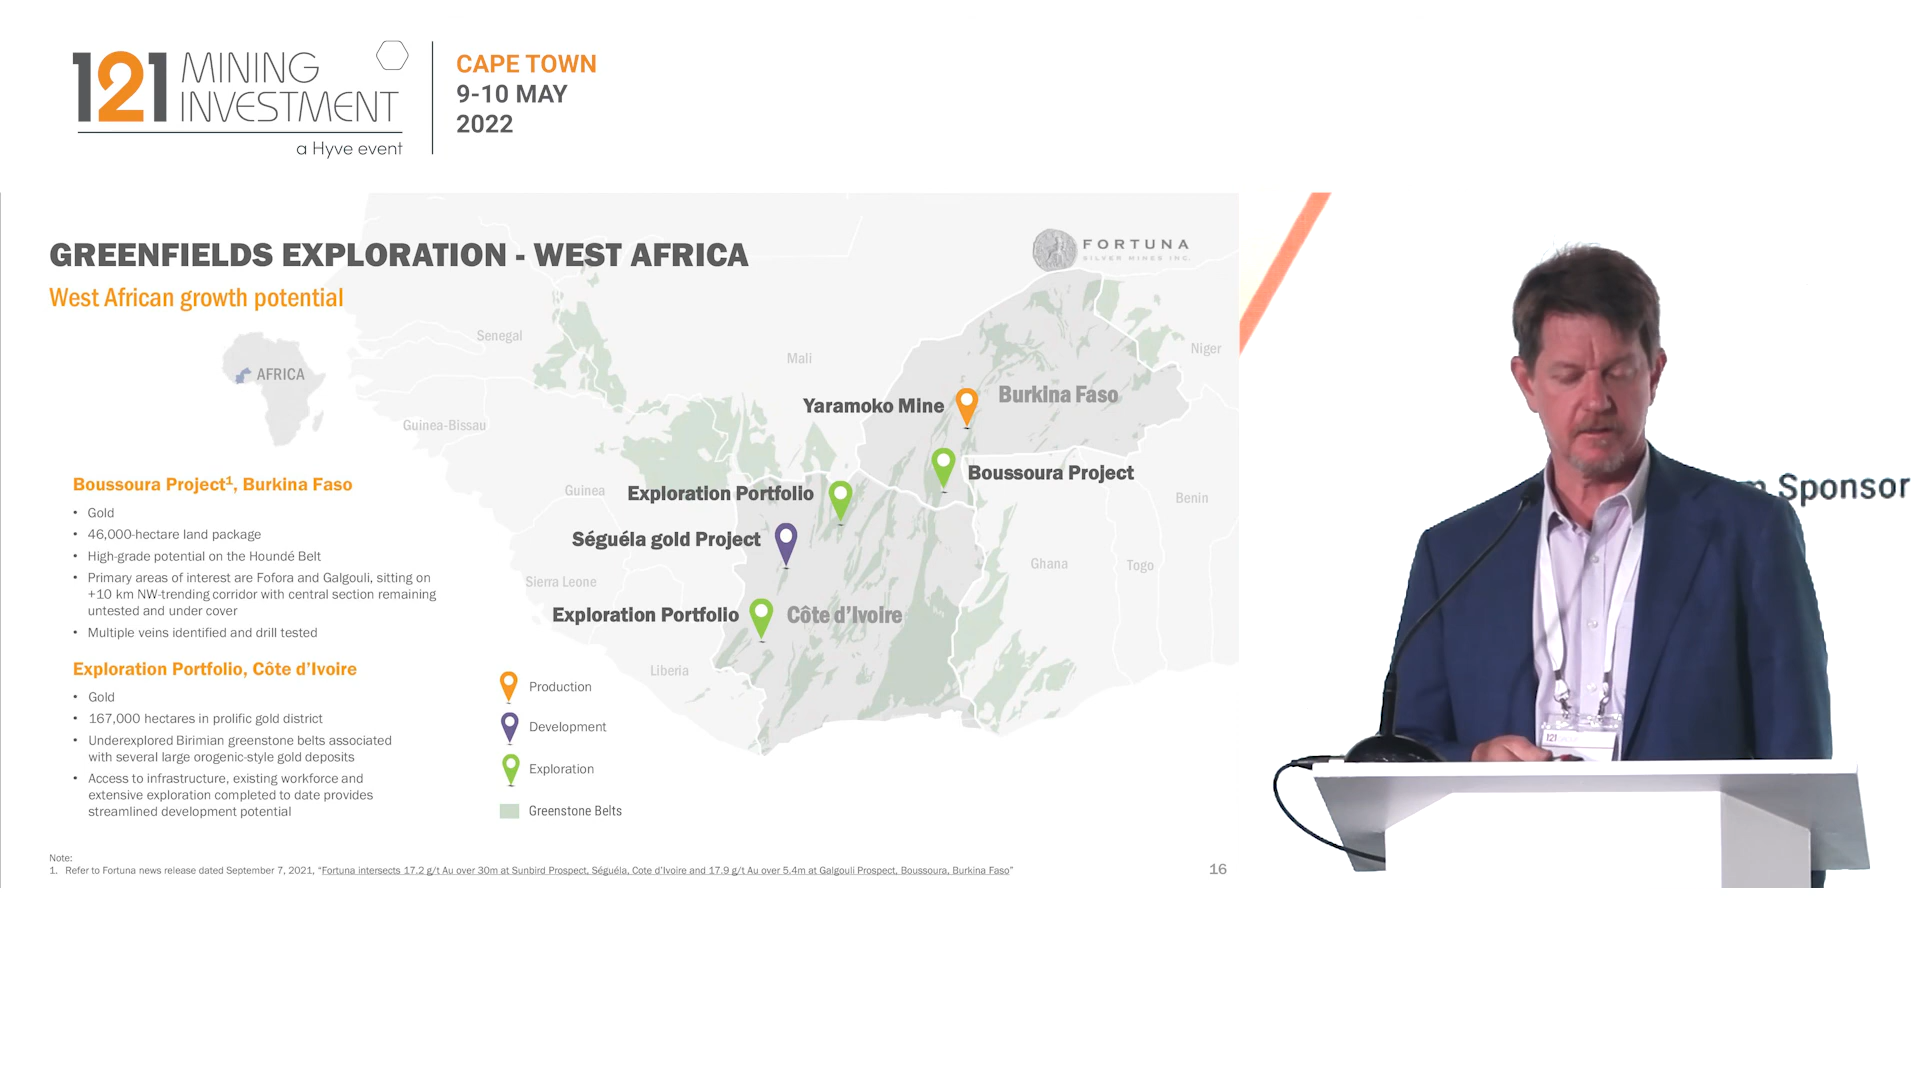 121 MINING
INVESTMENT
a Hyve event
CAPE TOWN
9-10 MAY
2022
GREENFIELDS EXPLORATION - WEST AFRICA
West African growth potential
FORTUNA
SILVER MINES INC.
AFRICA
Senegal
Mali
Niger
Guinea-Bissau
Yaramoko Mine
Burkina Faso
Boussoura Project
Guinea
Exploration Portfolio
Benin
Séguéla gold Project
Ghana
Togo
Sierra Leone
Exploration Portfolio
Côte d'Ivoire
Liberia
Boussoura Project¹, Burkina Faso
• Gold
• 46,000-hectare land package
• High-grade potential on the Houndé Belt
• Primary areas of interest are Fofora and Galgouli, sitting on
+10 km NW-trending corridor with central section remaining
untested and under cover
• Multiple veins identified and drill tested
Exploration Portfolio, Côte d'Ivoire
• Gold
• 167,000 hectares in prolific gold district
• Underexplored Birimian greenstone belts associated
with several large orogenic-style gold deposits
• Access to infrastructure, existing workforce and
extensive exploration completed to date provides
streamlined development potential
Production
Development
Exploration
Greenstone Belts
Note:
1. Refer to Fortuna news release dated September 7, 2021, "Fortuna intersects 17.2 g/t Au over 30m at Sunbird Prospect, Séguéla, Cote d'Ivoire and 17.9 g/t Au over 5.4m at Galgouli Prospect, Boussoura, Burkina Faso"
16
Sponsor
121